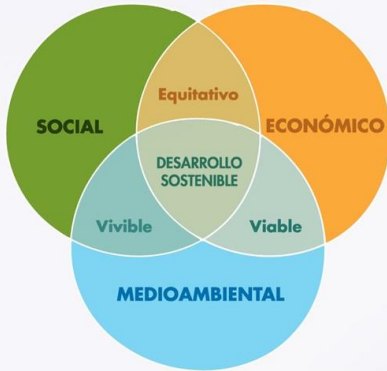 Equitativo
SOCIAL
ECONÓMICO
DESARROLLO
SOSTENIBLE
Vivible
Viable
MEDIOAMBIENTAL